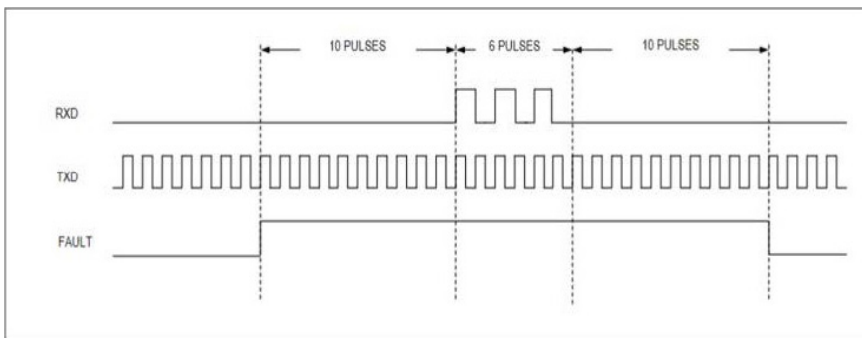 10 PULSES 6 PULSES 10 PULSES
RXD
TXD
FAULT